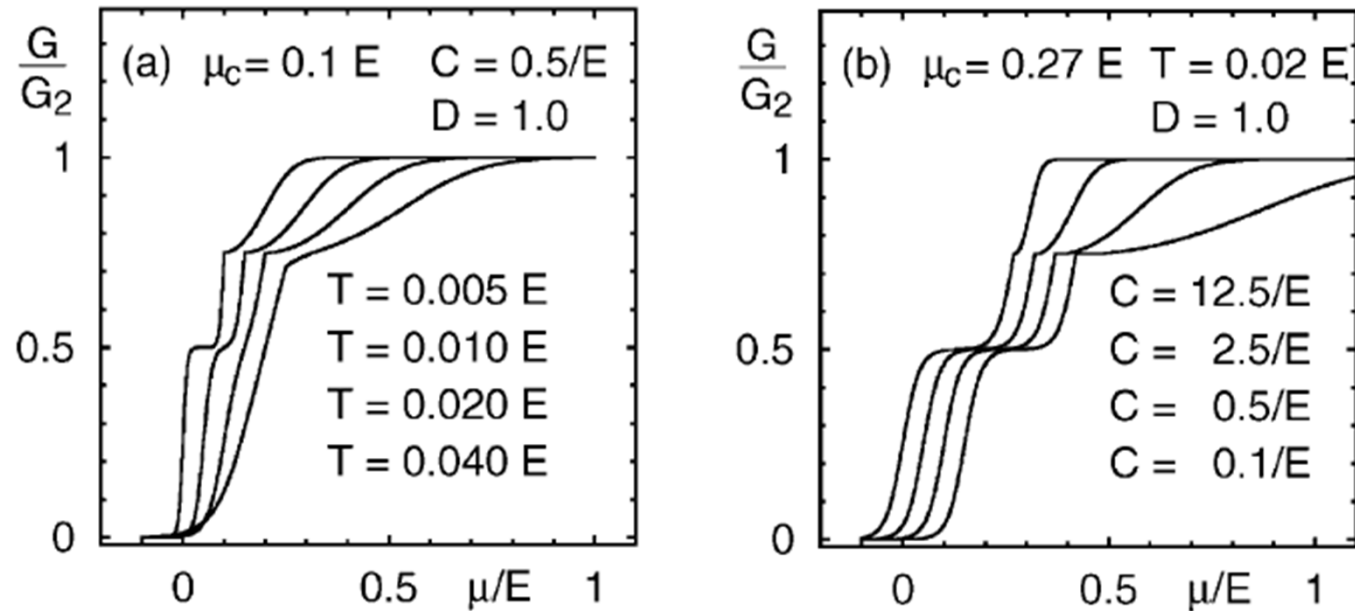 G
G₂
(a) μ_c = 0.1 E C = 0.5/E
D = 1.0
1
0.5
0
T = 0.005 E
T = 0.010 E
T = 0.020 E
T = 0.040 E
0 0.5 μ/E 1
G
G₂
(b) μ_c = 0.27 E T = 0.02 E
D = 1.0
1
0.5
0
C = 12.5/E
C = 2.5/E
C = 0.5/E
C = 0.1/E
0 0.5 μ/E 1